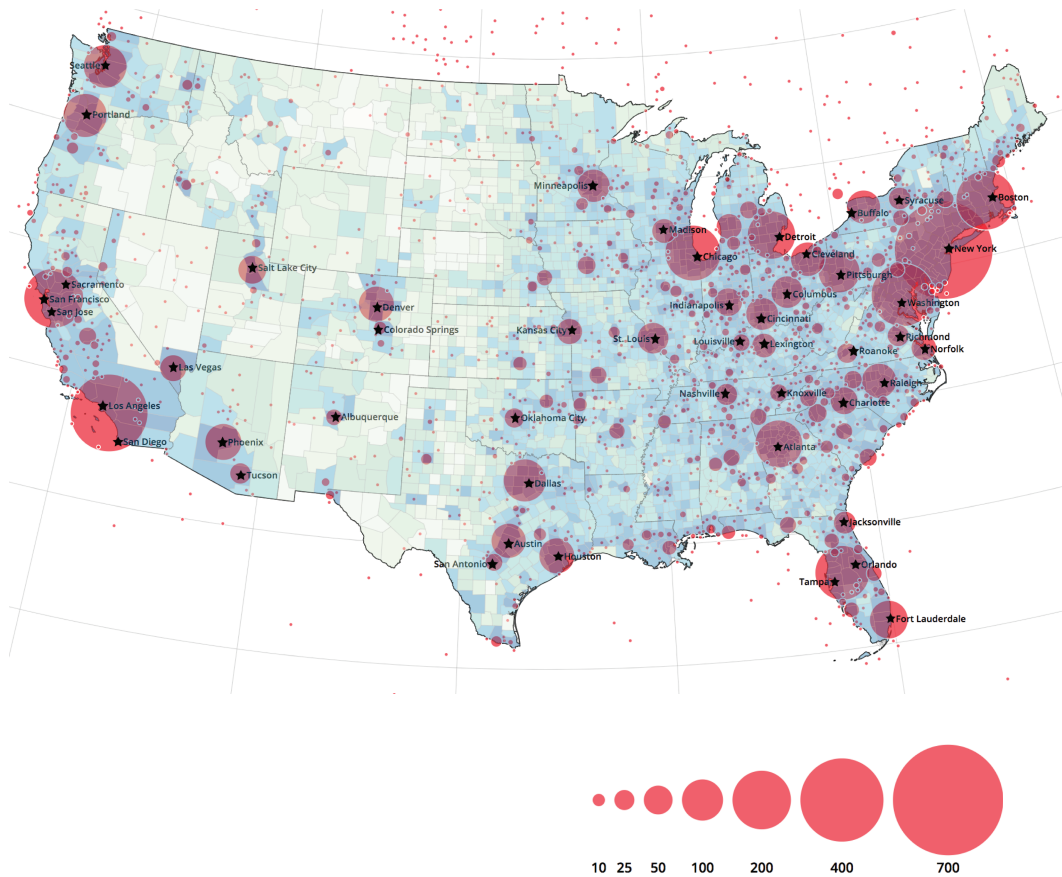 Seattle
Portland
Minneapolis
Syracuse
Boston
Buffalo
Madison
Detroit
New York
Chicago
Cleveland
Salt Lake City
Pittsburgh
Sacramento
Columbus
San Francisco
Denver
Indianapolis
Washington
San Jose
Cincinnati
Colorado Springs
Kansas City
St. Louis
Louisville
Lexington
Richmond
Roanoke
Norfolk
Las Vegas
Raleigh
Nashville
Knoxville
Los Angeles
Charlotte
Albuquerque
Oklahoma City
San Diego
Phoenix
Atlanta
Tucson
Dallas
Jacksonville
Austin
Houston
San Antonio
Orlando
Tampa
Fort Lauderdale
10 25 50 100 200 400 700